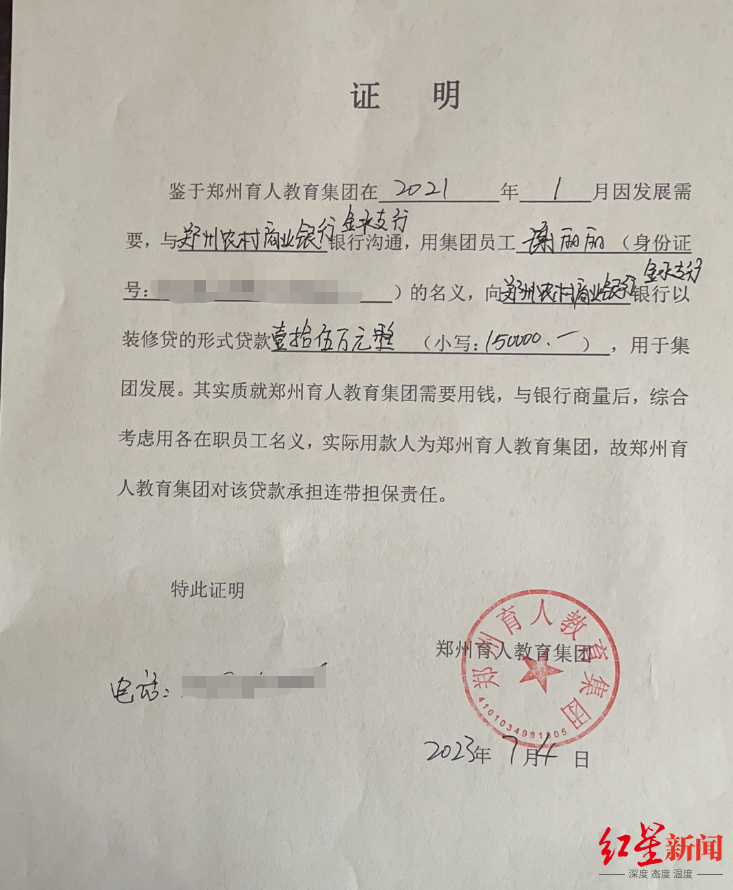 证 明
鉴于郑州育人教育集团在 2021 年 1 月因发展需
要，与郑州农村商业银行金水支行银行沟通，用集团员工 谢丽丽（身份证
号：）的名义，向郑州农村商业银行金水支行银行以
装修贷的形式贷款壹拾伍万元整（小写：150000.一），用于集
团发展。其实质就郑州育人教育集团需要用钱，与银行商量后，综合
考虑用各在职员工名义，实际用款人为郑州育人教育集团，故郑州育
人教育集团对该贷款承担连带担保责任。
特此证明
郑州育人教育集团
郑州育人教育集团
4101034981805
电话：
2023年 7月4日
红星新闻
深度 态度 温度